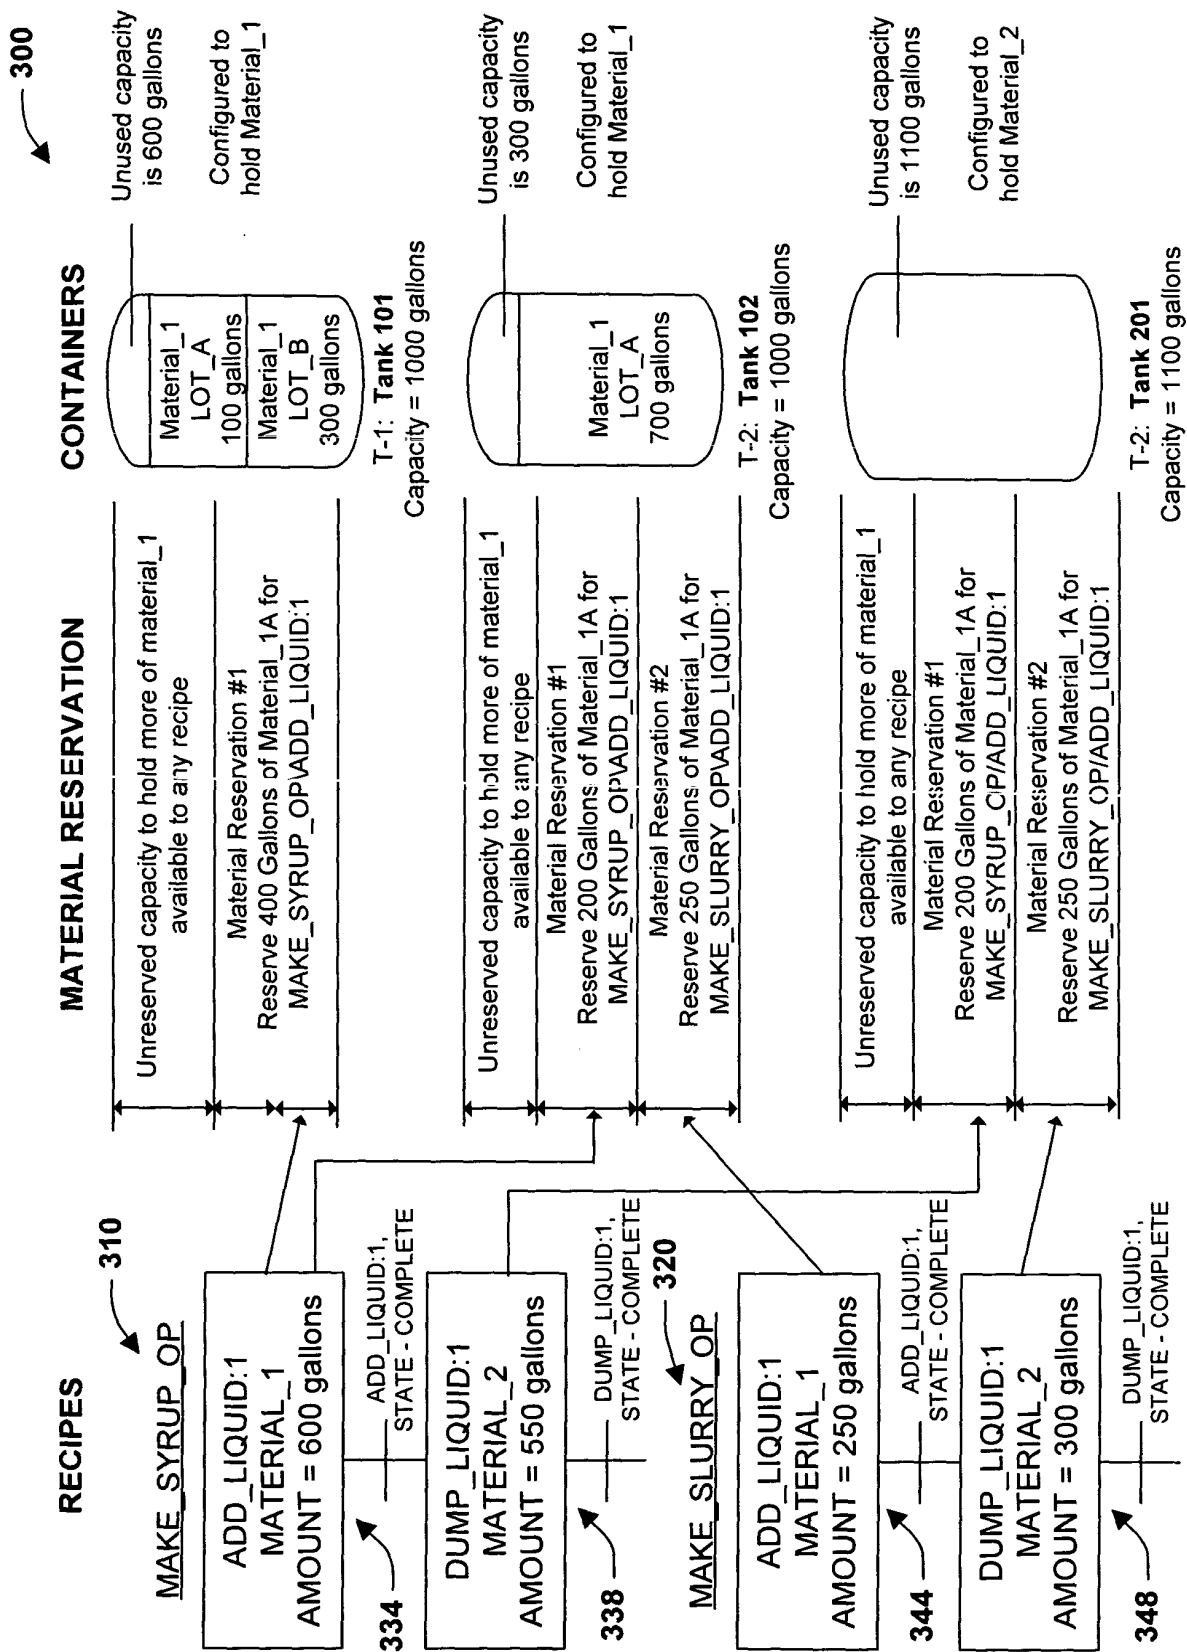 300
RECIPES
MATERIAL RESERVATION
CONTAINERS
MAKE_SYRUP_OP
310
ADD_LIQUID:1
MATERIAL_1
AMOUNT = 600 gallons
334
ADD_LIQUID:1,
STATE - COMPLETE
DUMP_LIQUID:1
MATERIAL_2
AMOUNT = 550 gallons
338
DUMP_LIQUID:1,
STATE - COMPLETE
MAKE_SLURRY_OP
320
ADD_LIQUID:1
MATERIAL_1
AMOUNT = 250 gallons
344
ADD_LIQUID:1,
STATE - COMPLETE
DUMP_LIQUID:1
MATERIAL_2
AMOUNT = 300 gallons
348
DUMP_LIQUID:1,
STATE - COMPLETE
Unreserved capacity to hold more of material_1
available to any recipe
Material Reservation #1
Reserve 400 Gallons of Material_1A for
MAKE_SYRUP_OP\ADD_LIQUID:1
Unreserved capacity to hold more of material_1
available to any recipe
Material Reservation #1
Reserve 200 Gallons of Material_1A for
MAKE_SYRUP_OP\ADD_LIQUID:1
Material Reservation #2
Reserve 250 Gallons of Material_1A for
MAKE_SLURRY_OP\ADD_LIQUID:1
Unreserved capacity to hold more of material_1
available to any recipe
Material Reservation #1
Reserve 200 Gallons of Material_1A for
MAKE_SYRUP_OP/ADD_LIQUID:1
Material Reservation #2
Reserve 250 Gallons of Material_1A for
MAKE_SLURRY_OP/ADD_LIQUID:1
Material_1
LOT_A
100 gallons
Material_1
LOT_B
300 gallons
T-1: Tank 101
Capacity = 1000 gallons
Unused capacity
is 600 gallons
Configured to
hold Material_1
Material_1
LOT_A
700 gallons
T-2: Tank 102
Capacity = 1000 gallons
Unused capacity
is 300 gallons
Configured to
hold Material_1
T-2: Tank 201
Capacity = 1100 gallons
Unused capacity
is 1100 gallons
Configured to
hold Material_2